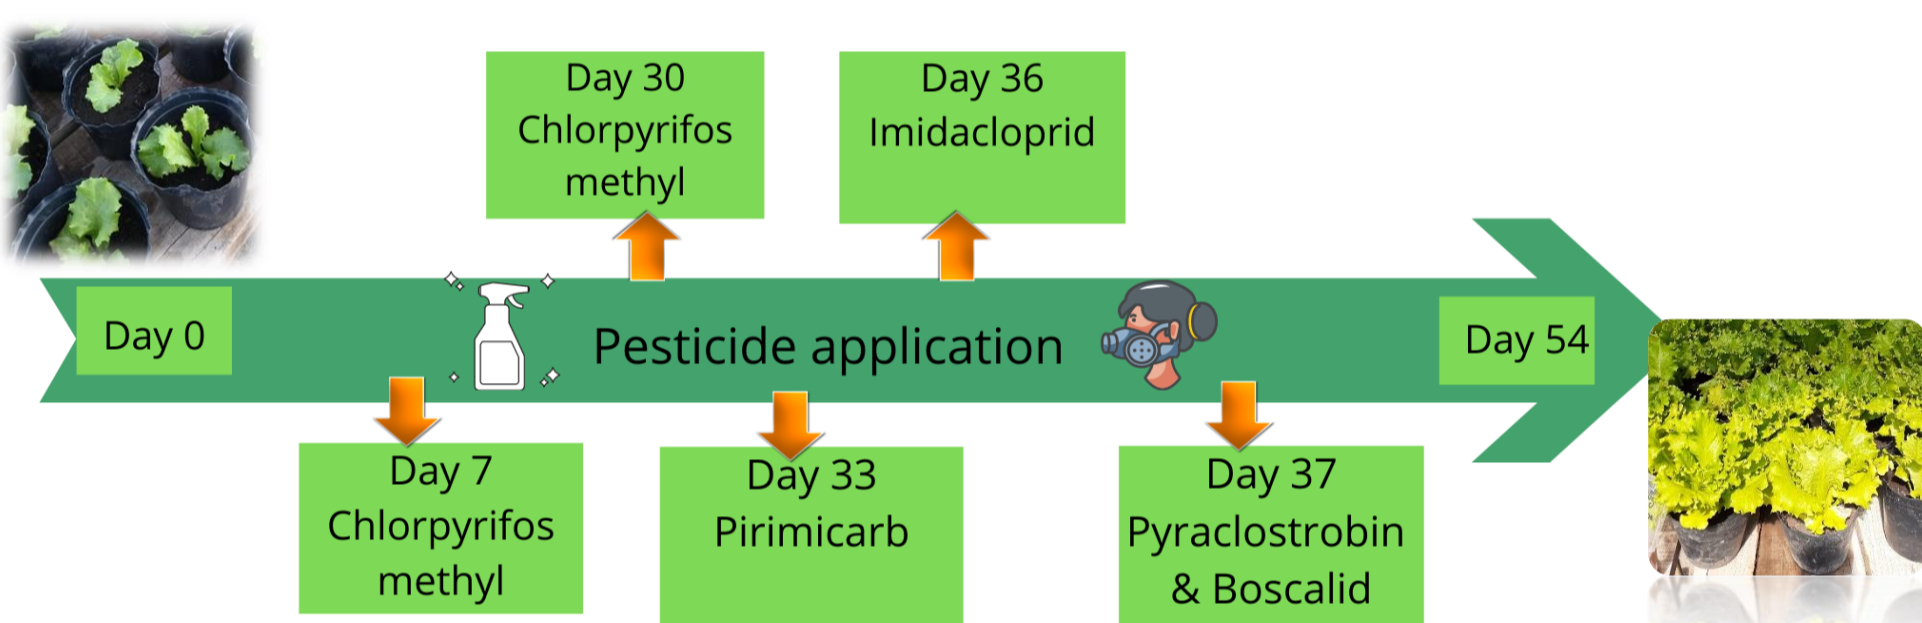 Day 30
Chlorpyrifos
methyl
Day 36
Imidacloprid
Day 0
Pesticide application
Day 54
Day 7
Chlorpyrifos
methyl
Day 33
Pirimicarb
Day 37
Pyraclostrobin
& Boscalid